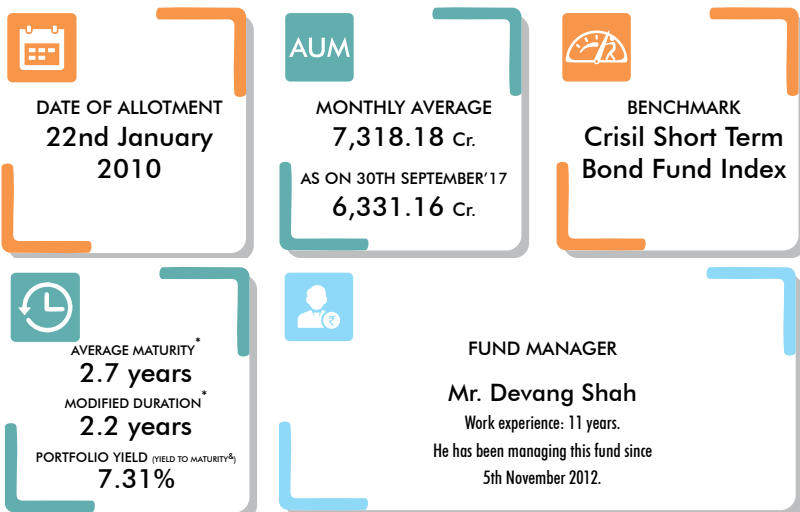 DATE OF ALLOTMENT
22nd January
2010
AUM
MONTHLY AVERAGE
7,318.18 Cr.
AS ON 30TH SEPTEMBER'17
6,331.16 Cr.
BENCHMARK
Crisil Short Term
Bond Fund Index
AVERAGE MATURITY*
2.7 years
MODIFIED DURATION*
2.2 years
PORTFOLIO YIELD (YIELD TO MATURITY&)
7.31%
₹
FUND MANAGER
Mr. Devang Shah
Work experience: 11 years.
He has been managing this fund since
5th November 2012.